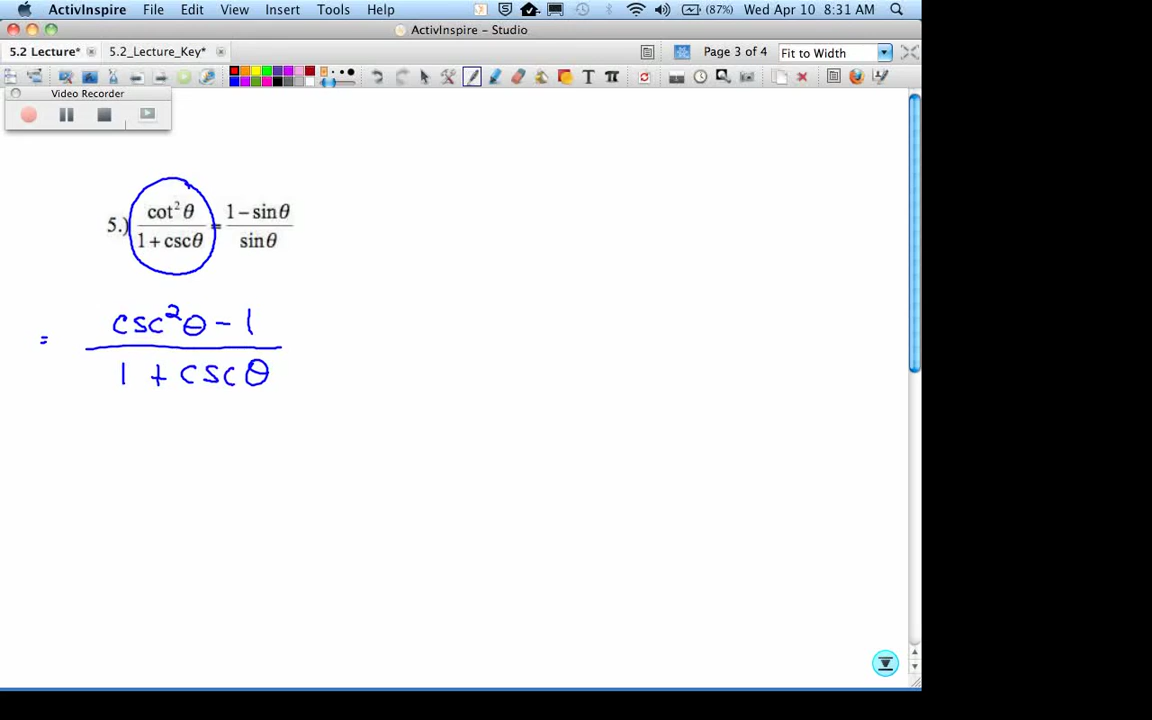 ActivInspire File Edit View Insert Tools Help (87%) Wed Apr 10 8:31 AM
ActivInspire – Studio
5.2 Lecture* 5.2_Lecture_Key* Page 3 of 4 Fit to Width
T π
Video Recorder
5.) cot²θ / 1 + cscθ = 1 − sinθ / sinθ
= csc²θ − 1
1 + cscθ